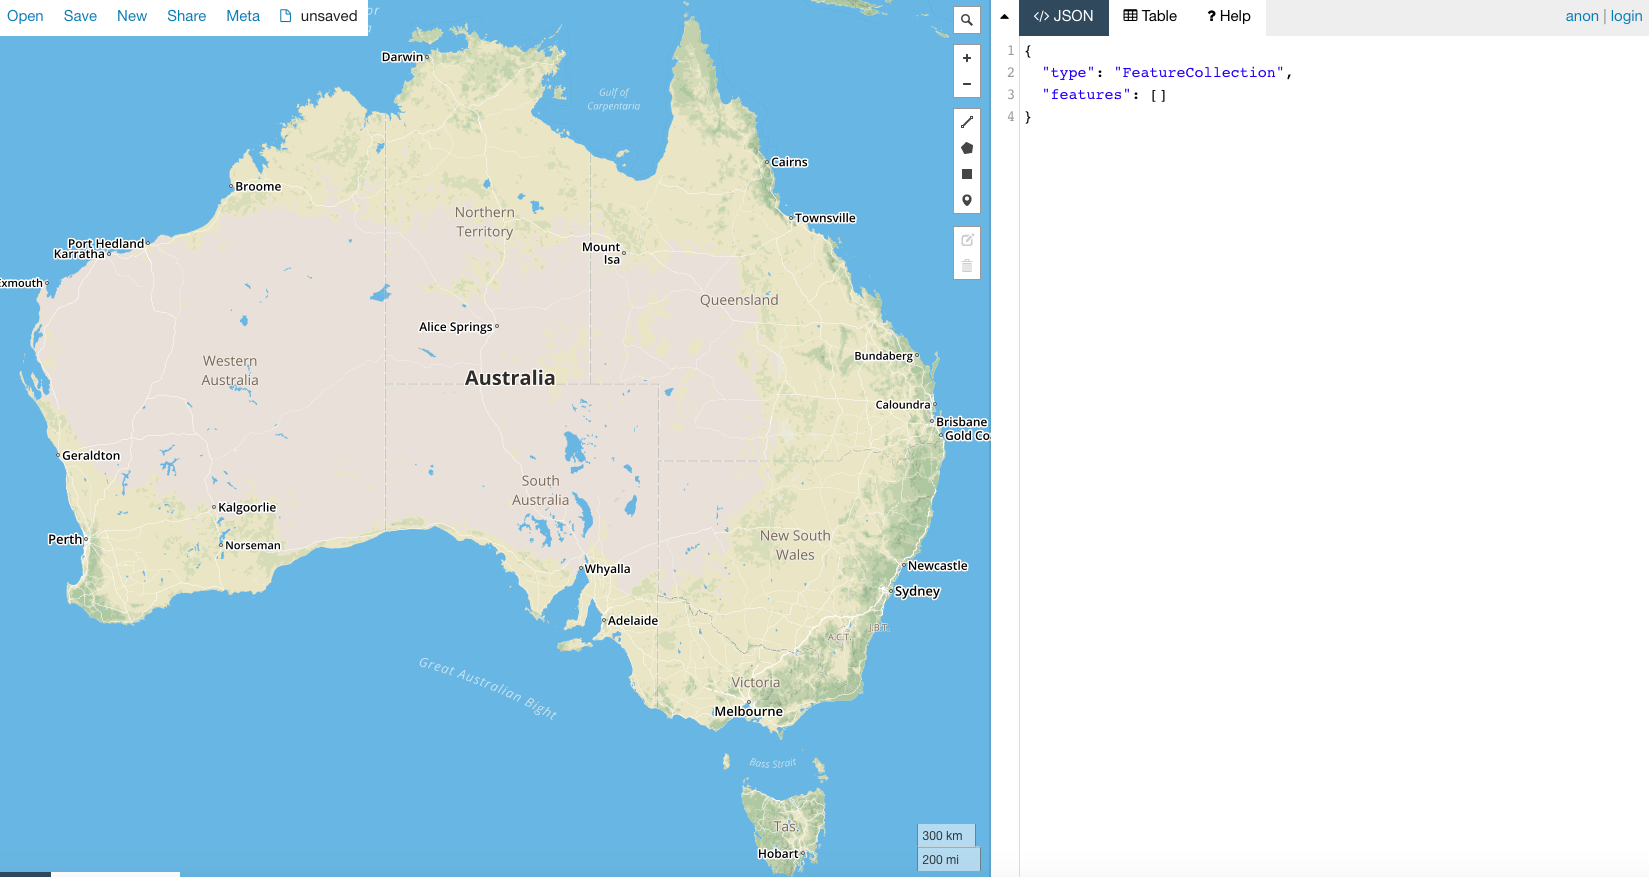 Open Save New Share Meta unsaved
</> JSON Table ? Help
anon | login
1 {
2 "type": "FeatureCollection",
3 "features": []
4 }
Darwin
Gulf of
Carpentaria
Cairns
Broome
Townsville
Northern
Territory
Port Hedland
Karratha
Mount
Isa
Exmouth
Queensland
Alice Springs
Western
Australia
Australia
Bundaberg
Caloundra
Brisbane
Gold Co
Geraldton
South
Australia
Kalgoorlie
Perth
Norseman
New South
Wales
Whyalla
Newcastle
Sydney
Adelaide
A.C.T.
J.B.T.
Great Australian Bight
Victoria
Melbourne
Bass Strait
Tas.
Hobart
300 km
200 mi